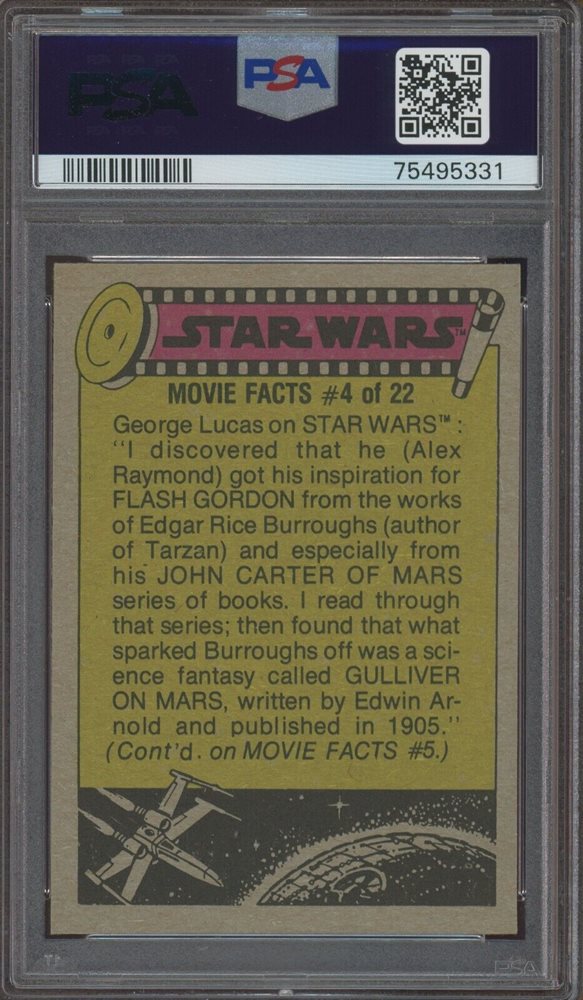 PSA
PSA
75495331
STAR WARS™
MOVIE FACTS #4 of 22
George Lucas on STAR WARS™ :
"I discovered that he (Alex
Raymond) got his inspiration for
FLASH GORDON from the works
of Edgar Rice Burroughs (author
of Tarzan) and especially from
his JOHN CARTER OF MARS
series of books. I read through
that series; then found that what
sparked Burroughs off was a sci-
ence fantasy called GULLIVER
ON MARS, written by Edwin Ar-
nold and published in 1905."
(Cont'd. on MOVIE FACTS #5.)
PSA